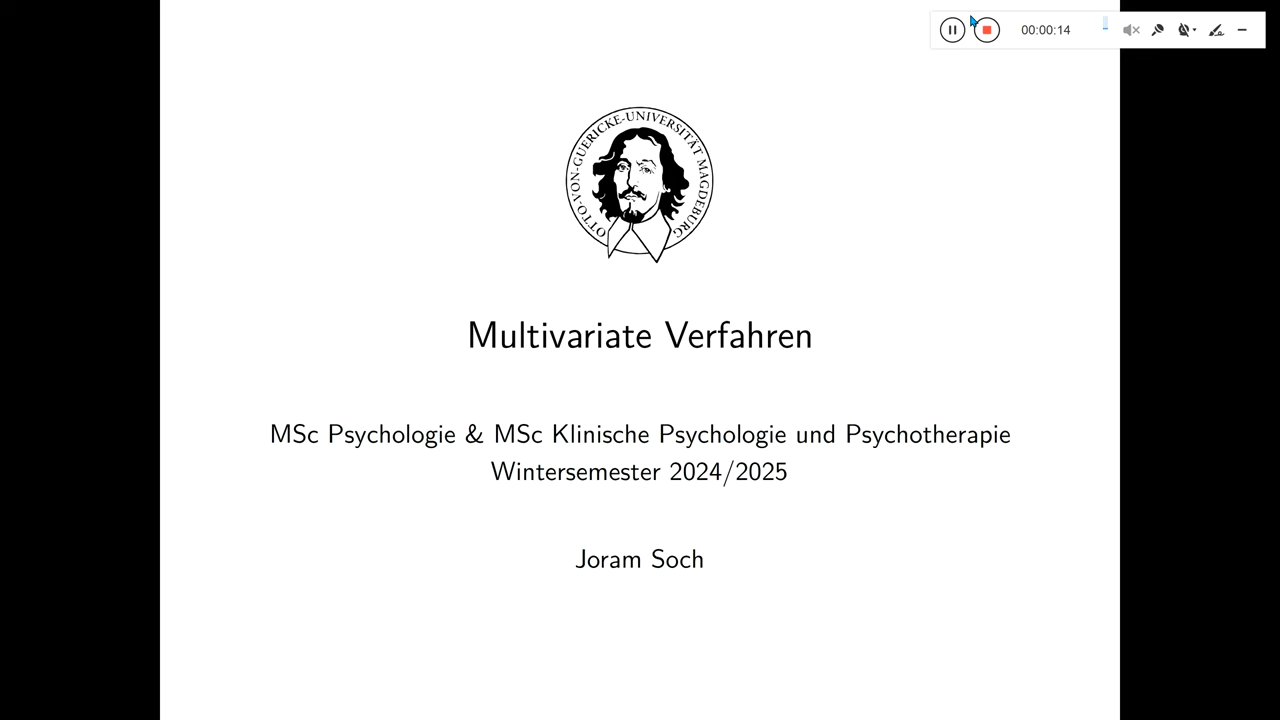 00:00:14
OTTO-VON-GUERICKE-UNIVERSITÄT MAGDEBURG
Multivariate Verfahren
MSc Psychologie & MSc Klinische Psychologie und Psychotherapie
Wintersemester 2024/2025
Joram Soch